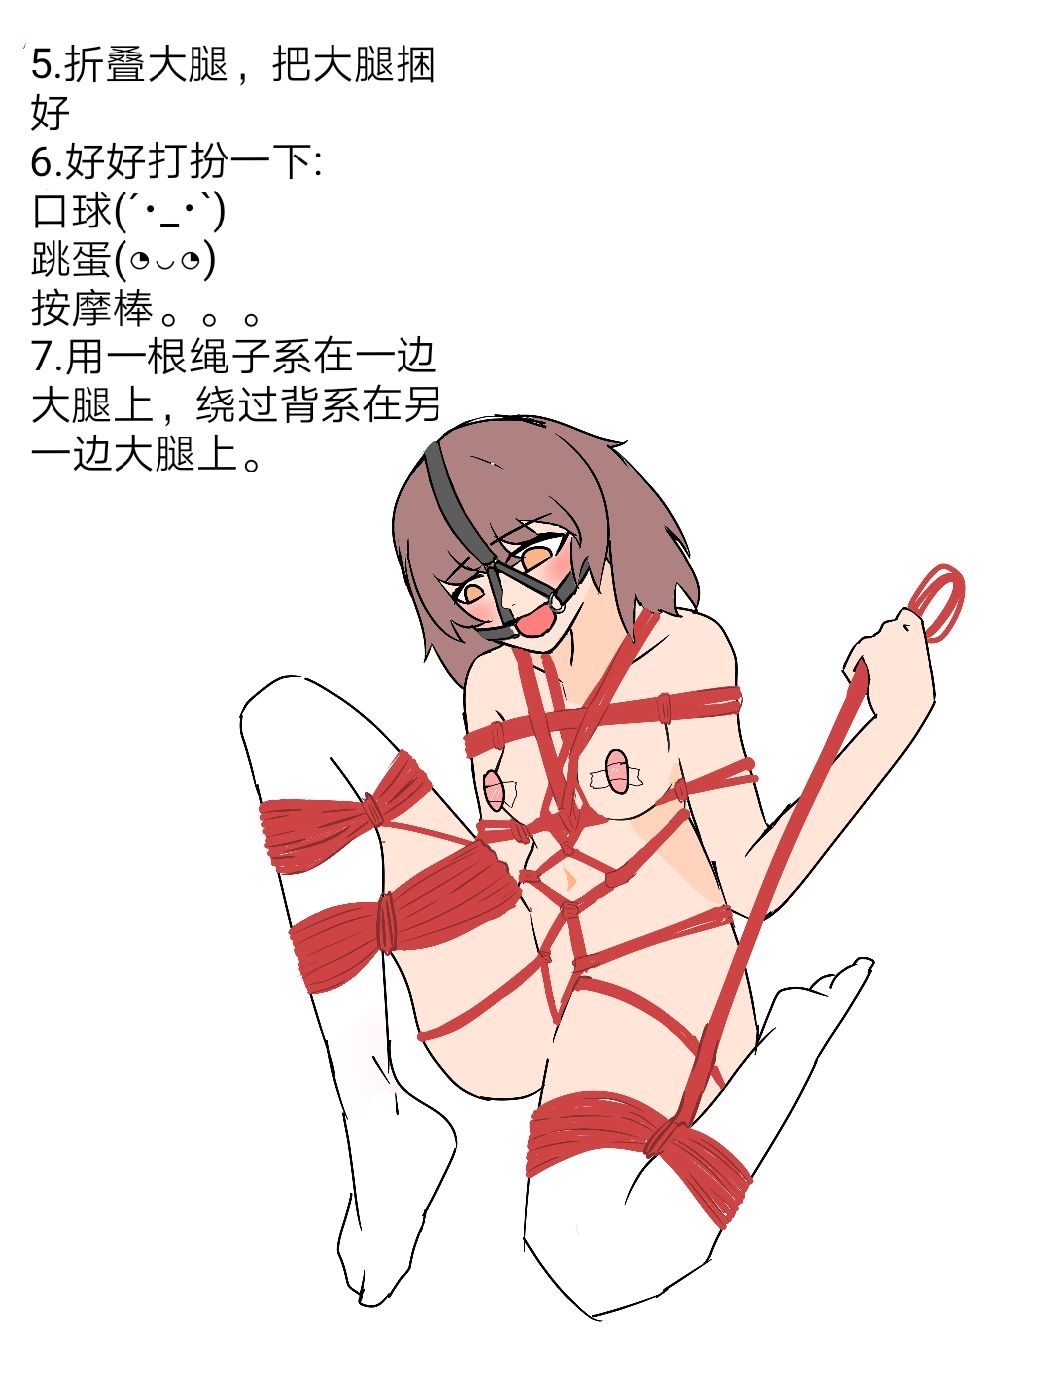 5.折叠大腿，把大腿捆
好
6.好好打扮一下:
口球(´･_･`)
跳蛋(◔◡◔)
按摩棒。。。
7.用一根绳子系在一边
大腿上，绕过背系在另
一边大腿上。